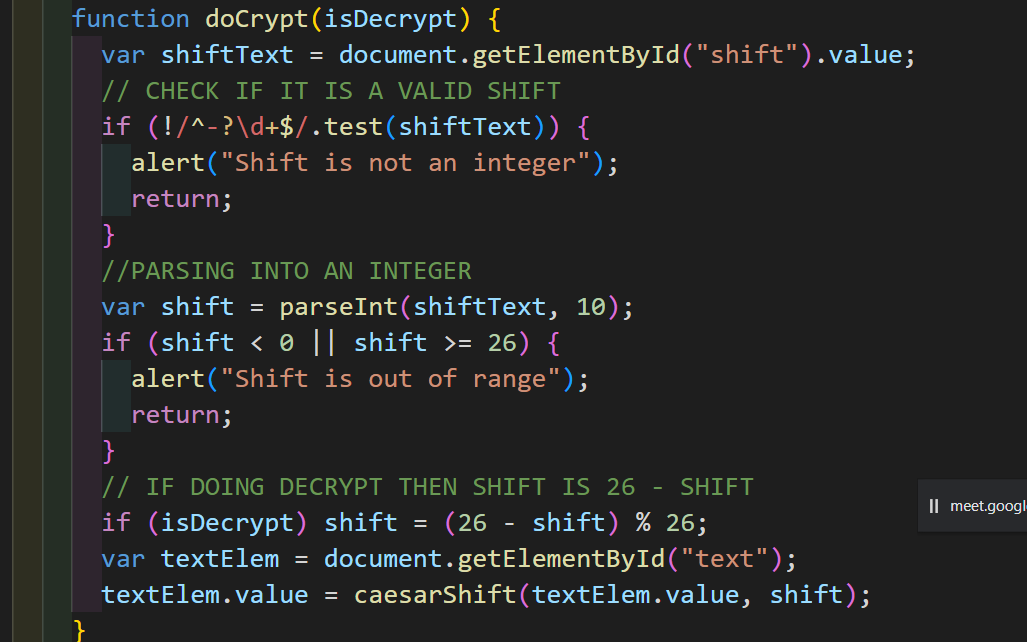 function doCrypt(isDecrypt) {
var shiftText = document.getElementById("shift").value;
// CHECK IF IT IS A VALID SHIFT
if (!/^-?\d+$/.test(shiftText)) {
alert("Shift is not an integer");
return;
}
//PARSING INTO AN INTEGER
var shift = parseInt(shiftText, 10);
if (shift < 0 || shift >= 26) {
alert("Shift is out of range");
return;
}
// IF DOING DECRYPT THEN SHIFT IS 26 - SHIFT
if (isDecrypt) shift = (26 - shift) % 26;
var textElem = document.getElementById("text");
textElem.value = caesarShift(textElem.value, shift);
}
meet.google